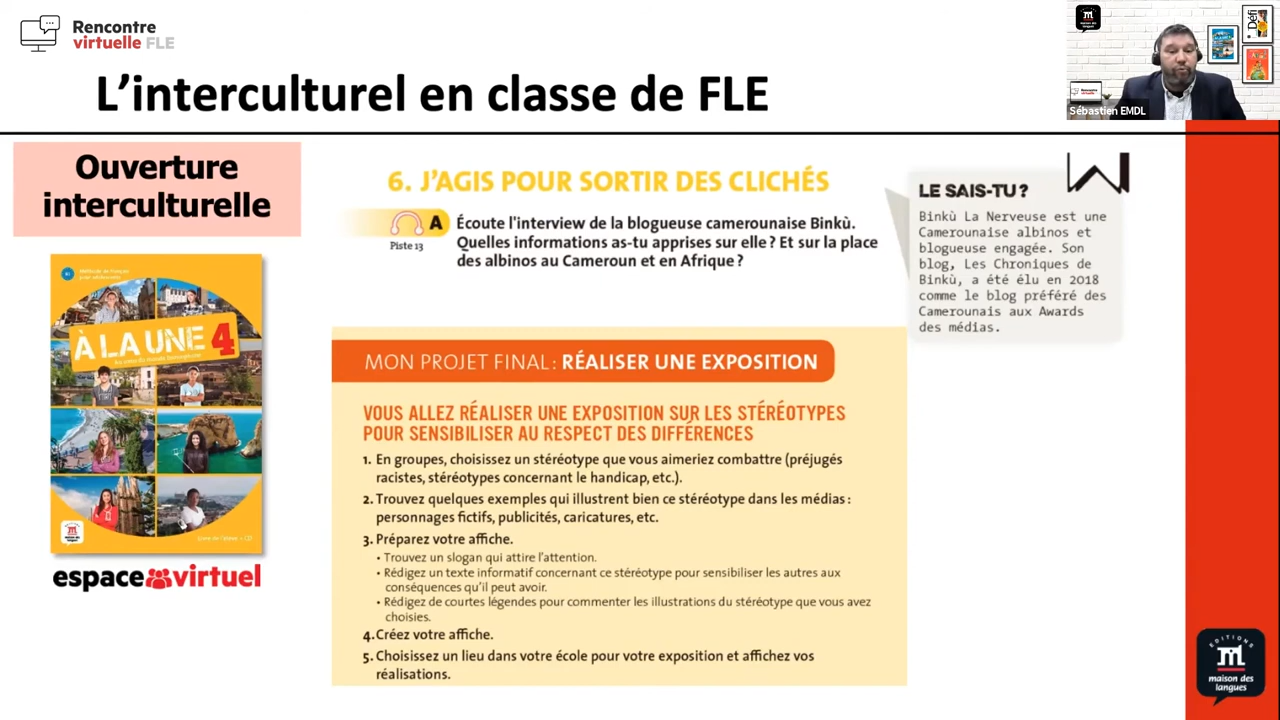 Rencontre
virtuelle FLE
L'interculturel en classe de FLE
Sébastien EMDL
Ouverture
interculturelle
À LA UNE 4
espace virtuel
6. J'AGIS POUR SORTIR DES CLICHÉS
A
Piste 13
Écoute l'interview de la blogueuse camerounaise Binkù.
Quelles informations as-tu apprises sur elle ? Et sur la place
des albinos au Cameroun et en Afrique ?
LE SAIS-TU ?
Binkù La Nerveuse est une
Camerounaise albinos et
blogueuse engagée. Son
blog, Les Chroniques de
Binkù, a été élu en 2018
comme le blog préféré des
Camerounais aux Awards
des médias.
MON PROJET FINAL : RÉALISER UNE EXPOSITION
VOUS ALLEZ RÉALISER UNE EXPOSITION SUR LES STÉRÉOTYPES
POUR SENSIBILISER AU RESPECT DES DIFFÉRENCES
1. En groupes, choisissez un stéréotype que vous aimeriez combattre (préjugés
racistes, stéréotypes concernant le handicap, etc.).
2. Trouvez quelques exemples qui illustrent bien ce stéréotype dans les médias :
personnages fictifs, publicités, caricatures, etc.
3. Préparez votre affiche.
• Trouvez un slogan qui attire l'attention.
• Rédigez un texte informatif concernant ce stéréotype pour sensibiliser les autres aux
conséquences qu'il peut avoir.
• Rédigez de courtes légendes pour commenter les illustrations du stéréotype que vous avez
choisies.
4. Créez votre affiche.
5. Choisissez un lieu dans votre école pour votre exposition et affichez vos
réalisations.
EDITIONS
maison des
langues